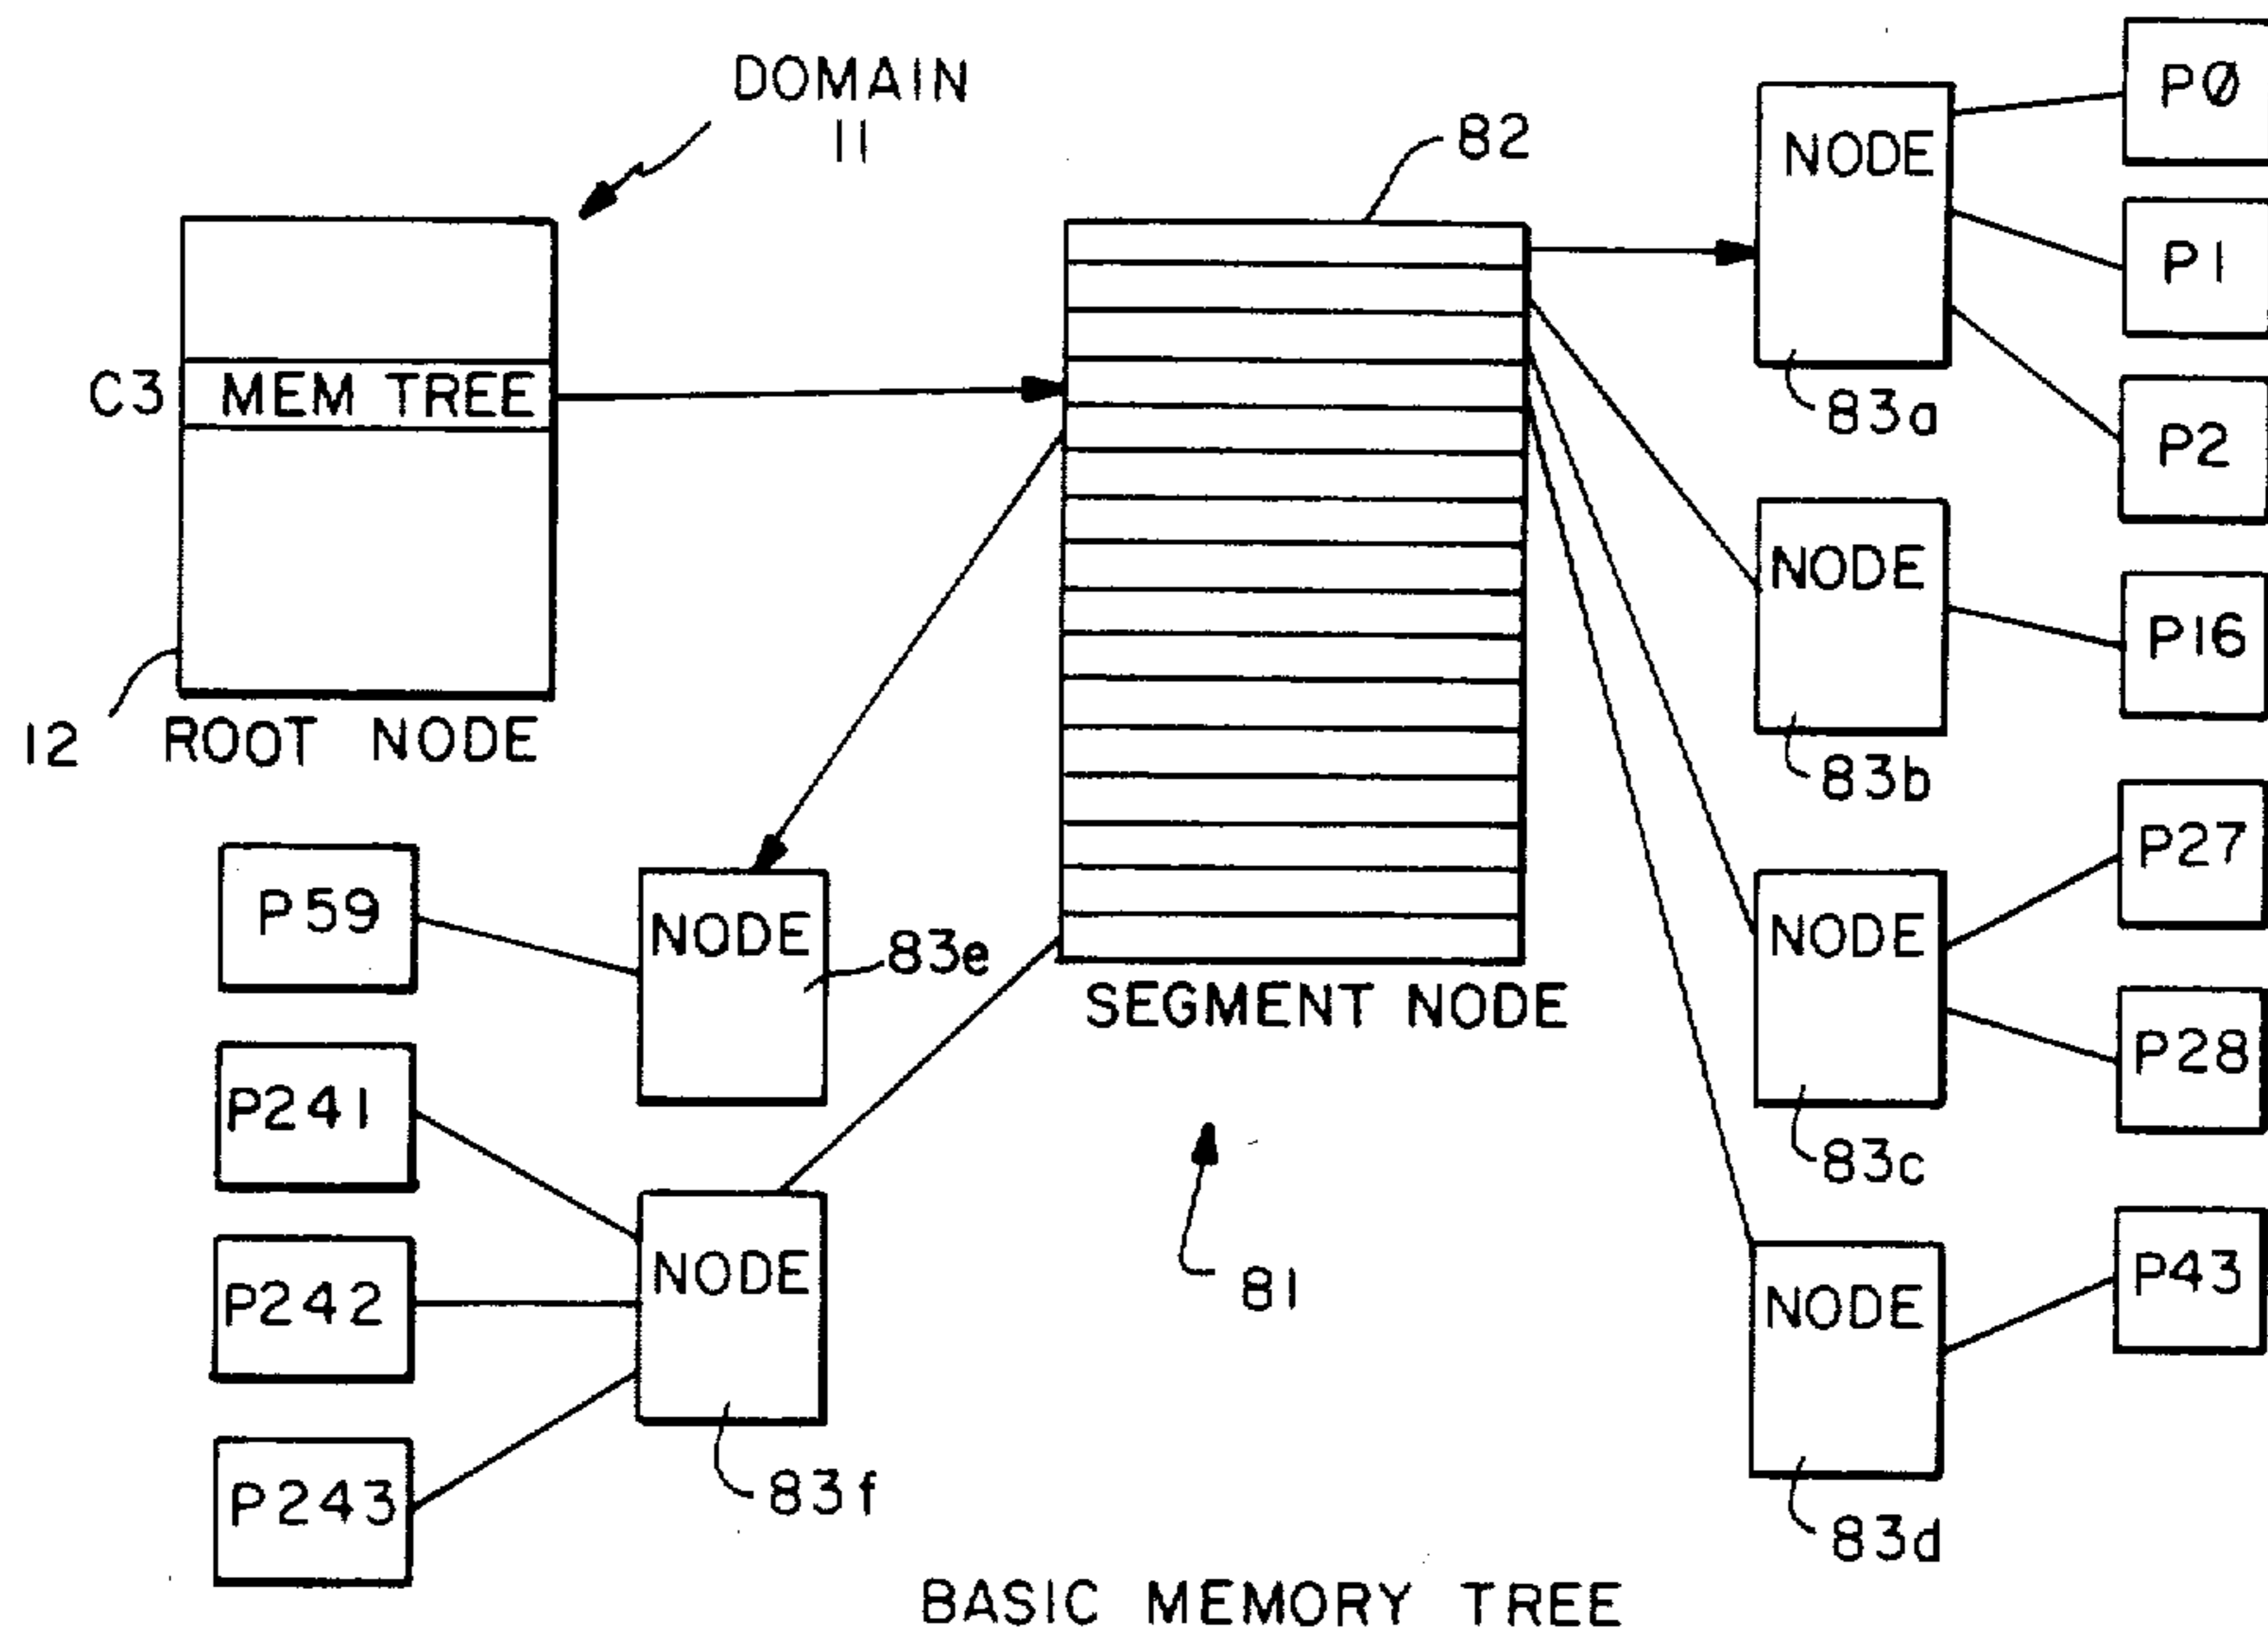 DOMAIN
11
82
C3 MEM TREE
12 ROOT NODE
SEGMENT NODE
81
NODE
83a
P0
P1
P2
NODE
83b
P16
NODE
83c
P27
P28
NODE
83d
P43
P59
NODE
83e
P241
P242
P243
NODE
83f
BASIC MEMORY TREE